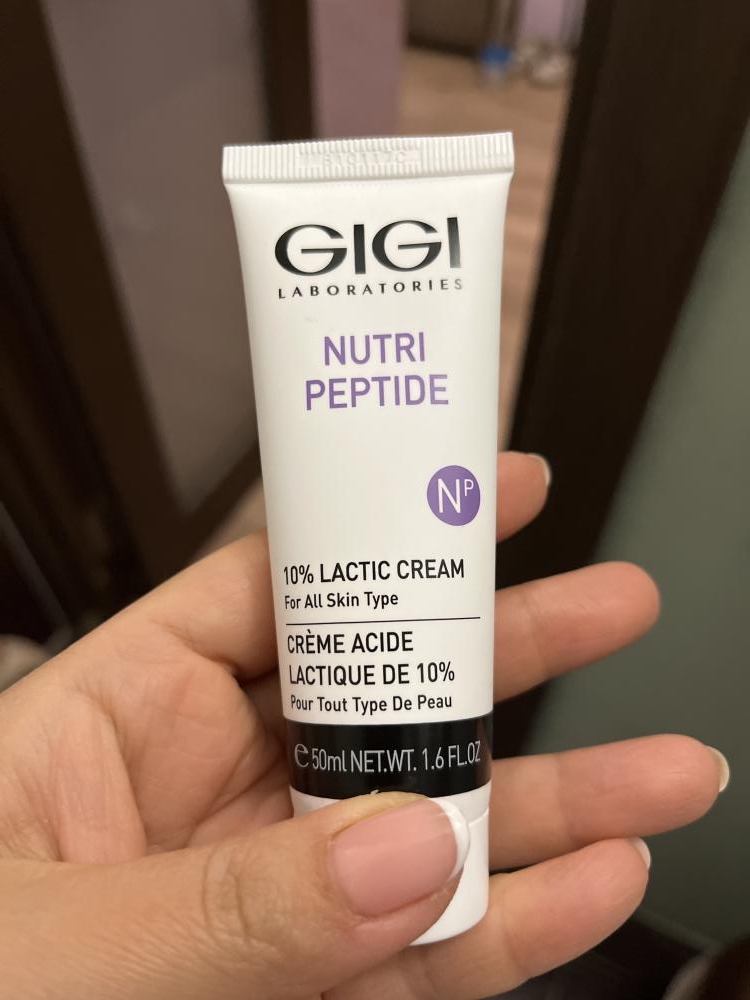 GIGI
LABORATORIES
NUTRI
PEPTIDE
NP
10% LACTIC CREAM
For All Skin Type
CRÈME ACIDE
LACTIQUE DE 10%
Pour Tout Type De Peau
e 50ml NET.WT. 1.6 FL.OZ